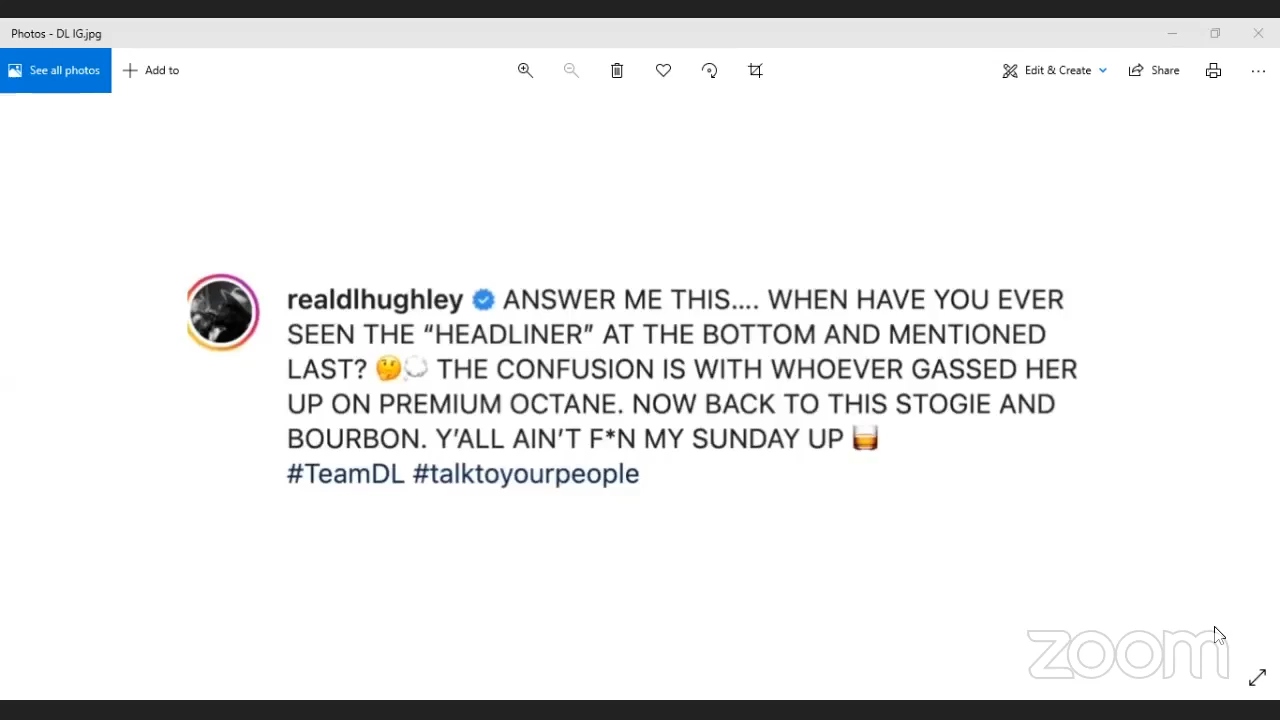 Photos - DL IG.jpg
See all photos
Add to
Edit & Create
Share
realdlhughley ANSWER ME THIS.... WHEN HAVE YOU EVER
SEEN THE “HEADLINER” AT THE BOTTOM AND MENTIONED
LAST? 🤔💭 THE CONFUSION IS WITH WHOEVER GASSED HER
UP ON PREMIUM OCTANE. NOW BACK TO THIS STOGIE AND
BOURBON. Y’ALL AIN’T F*N MY SUNDAY UP 🥃
#TeamDL #talktoyourpeople
zoom